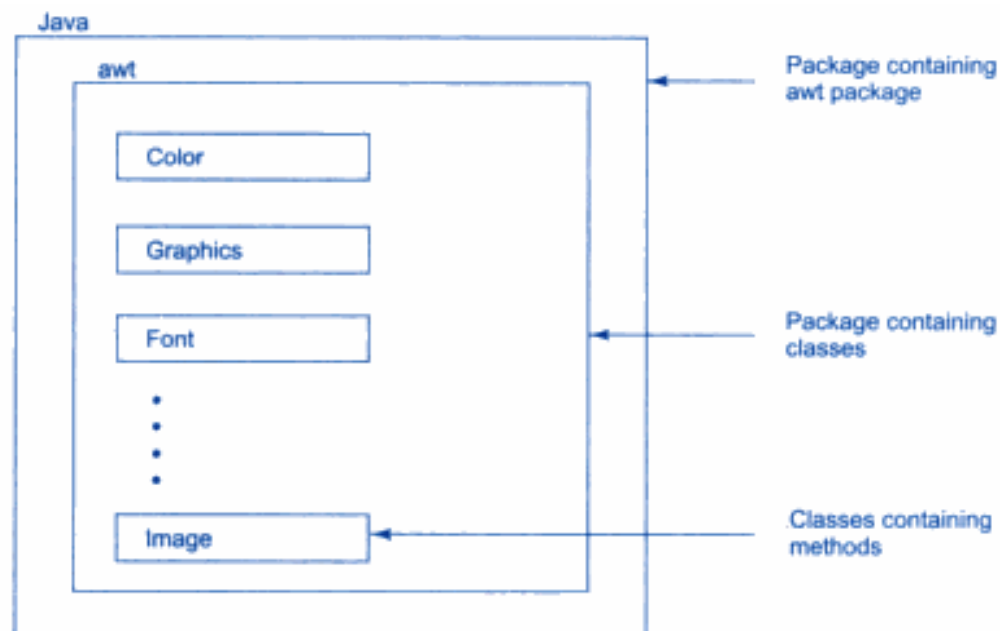 Java
awt
Package containing
awt package
Color
Graphics
Font
Package containing
classes
Image
Classes containing
methods